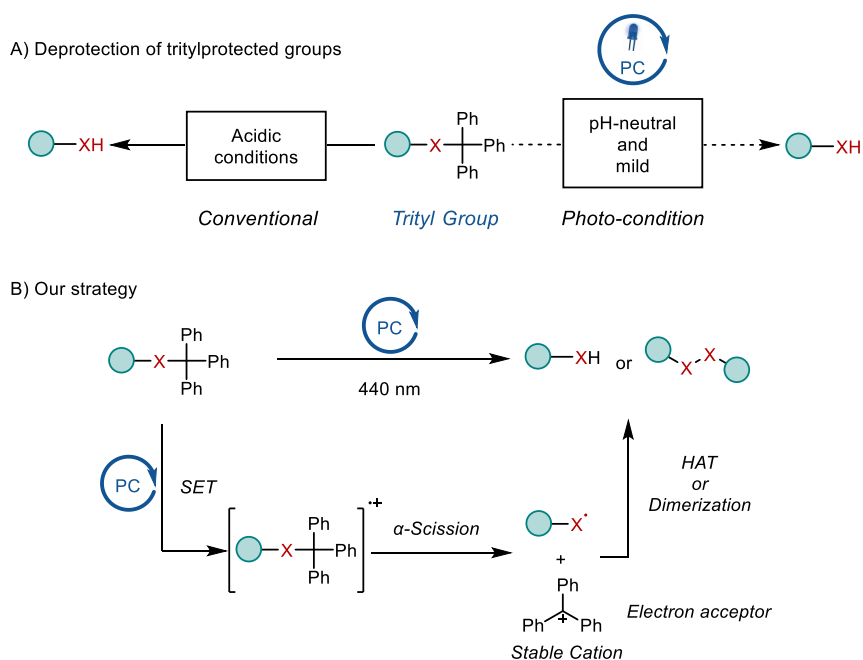 A) Deprotection of tritylprotected groups
PC
XH
Acidic
conditions
X
Ph
Ph
Ph
pH-neutral
and
mild
XH
Conventional
Trityl Group
Photo-condition
B) Our strategy
X
Ph
Ph
Ph
PC
440 nm
XH
or
X
X
PC
SET
X
Ph
Ph
Ph
•+
α-Scission
X•
+
Ph
Ph
Ph
+
Stable Cation
Electron acceptor
HAT
or
Dimerization